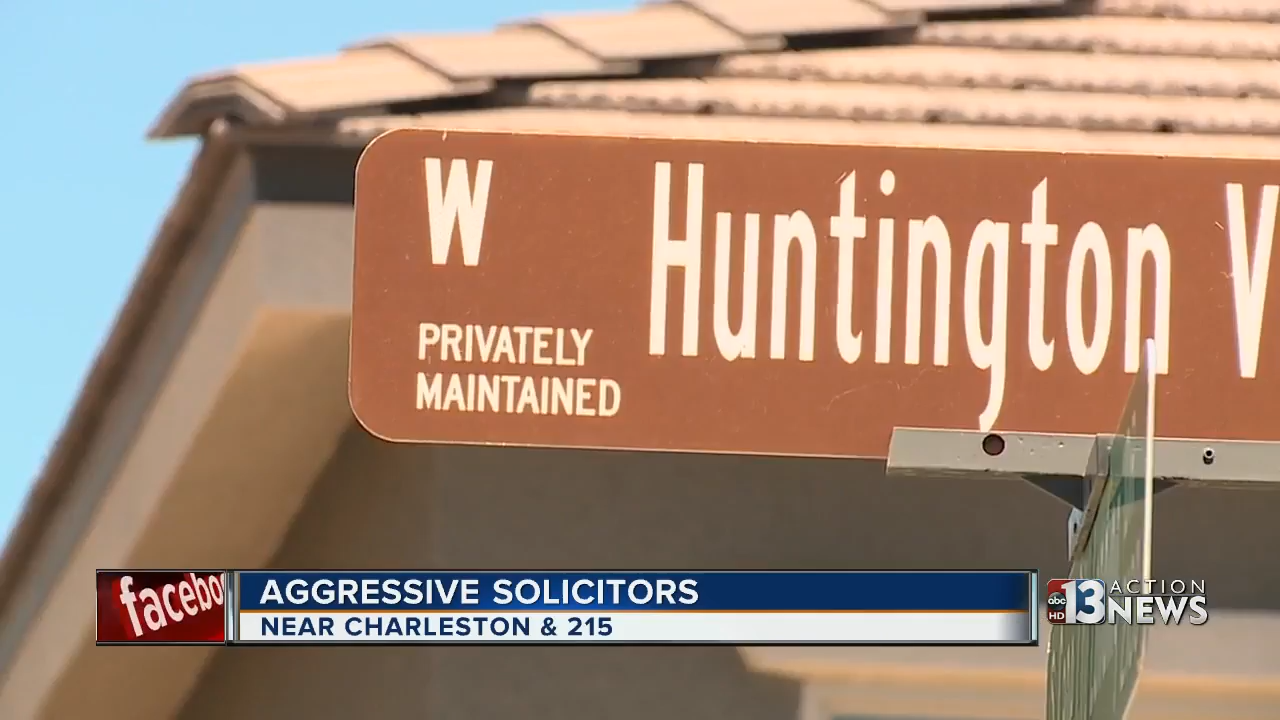 W Huntington V
PRIVATELY
MAINTAINED
facebo
AGGRESSIVE SOLICITORS
NEAR CHARLESTON & 215
abc HD 13 ACTION NEWS